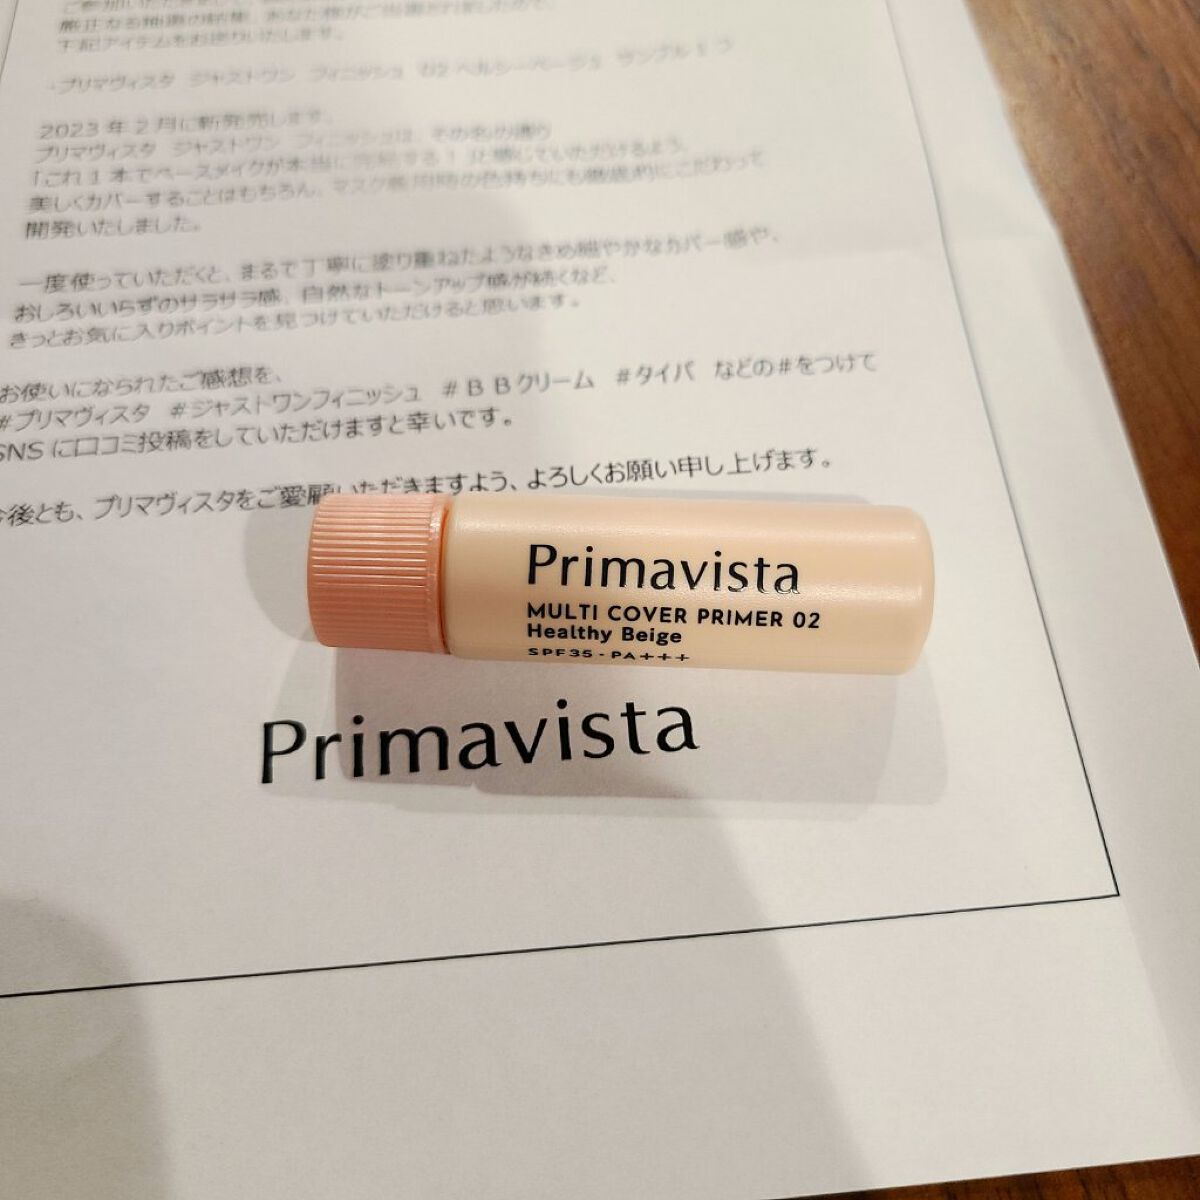 厳正なる抽選の結果、あなた様がご当選されましたので、
下記アイテムをお送りいたします。
・プリマヴィスタ ジャストワン フィニッシュ 02 ヘルシーベージュ サンプル 1つ
2023 年 2 月に新発売します。
プリマヴィスタ ジャストワン フィニッシュは、その名の通り
「これ 1 本でベースメイクが本当に完結する！」と感じていただけるよう、
美しくカバーすることはもちろん、マスク着用時の色持ちにも徹底的にこだわって
開発いたしました。
一度使っていただくと、まるで丁寧に塗り重ねたようなきめ細やかなカバー感や、
おしろいいらずのサラサラ感、自然なトーンアップ感が続くなど、
きっとお気に入りポイントを見つけていただけると思います。
お使いになられたご感想を、
#プリマヴィスタ #ジャストワンフィニッシュ #ＢＢクリーム #タイパ などの#をつけて
SNS に口コミ投稿をしていただけますと幸いです。
今後とも、プリマヴィスタをご愛顧いただきますよう、よろしくお願い申し上げます。
Primavista
MULTI COVER PRIMER 02
Healthy Beige
SPF35・PA+++
Primavista